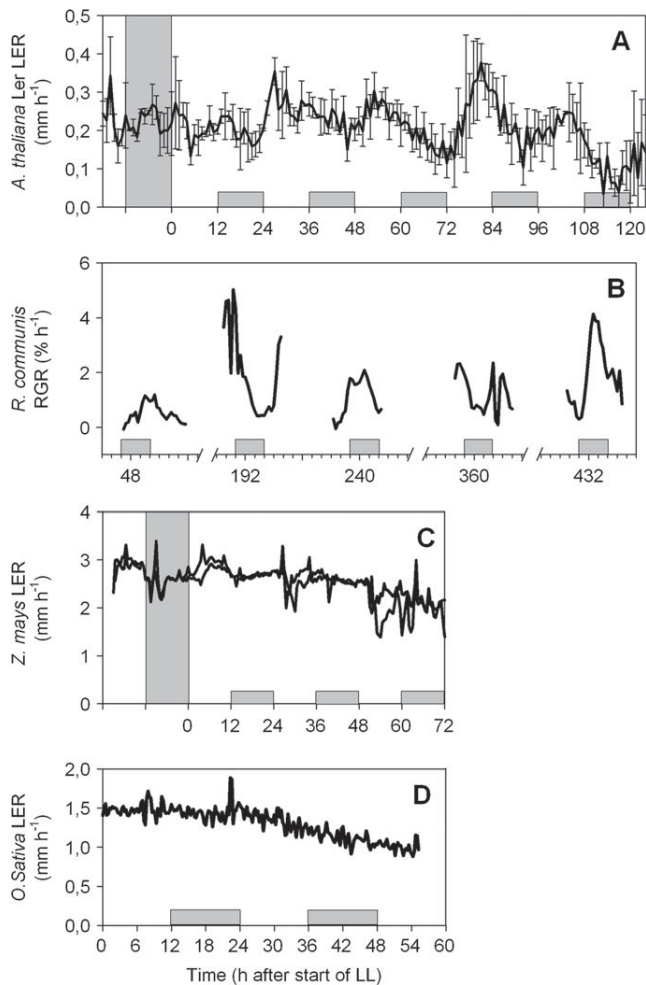 A. thaliana Ler LER
(mm h⁻¹)
0,5
0,4
0,3
0,2
0,1
0,0
A
0 12 24 36 48 60 72 84 96 108 120
R. communis
RGR (% h⁻¹)
6
4
2
0
B
48 192 240 360 432
Z. mays LER
(mm h⁻¹)
4
3
2
1
0
C
0 12 24 36 48 60 72
O.Sativa LER
(mm h⁻¹)
2,0
1,5
1,0
0,5
0,0
D
0 6 12 18 24 30 36 42 48 54 60
Time (h after start of LL)